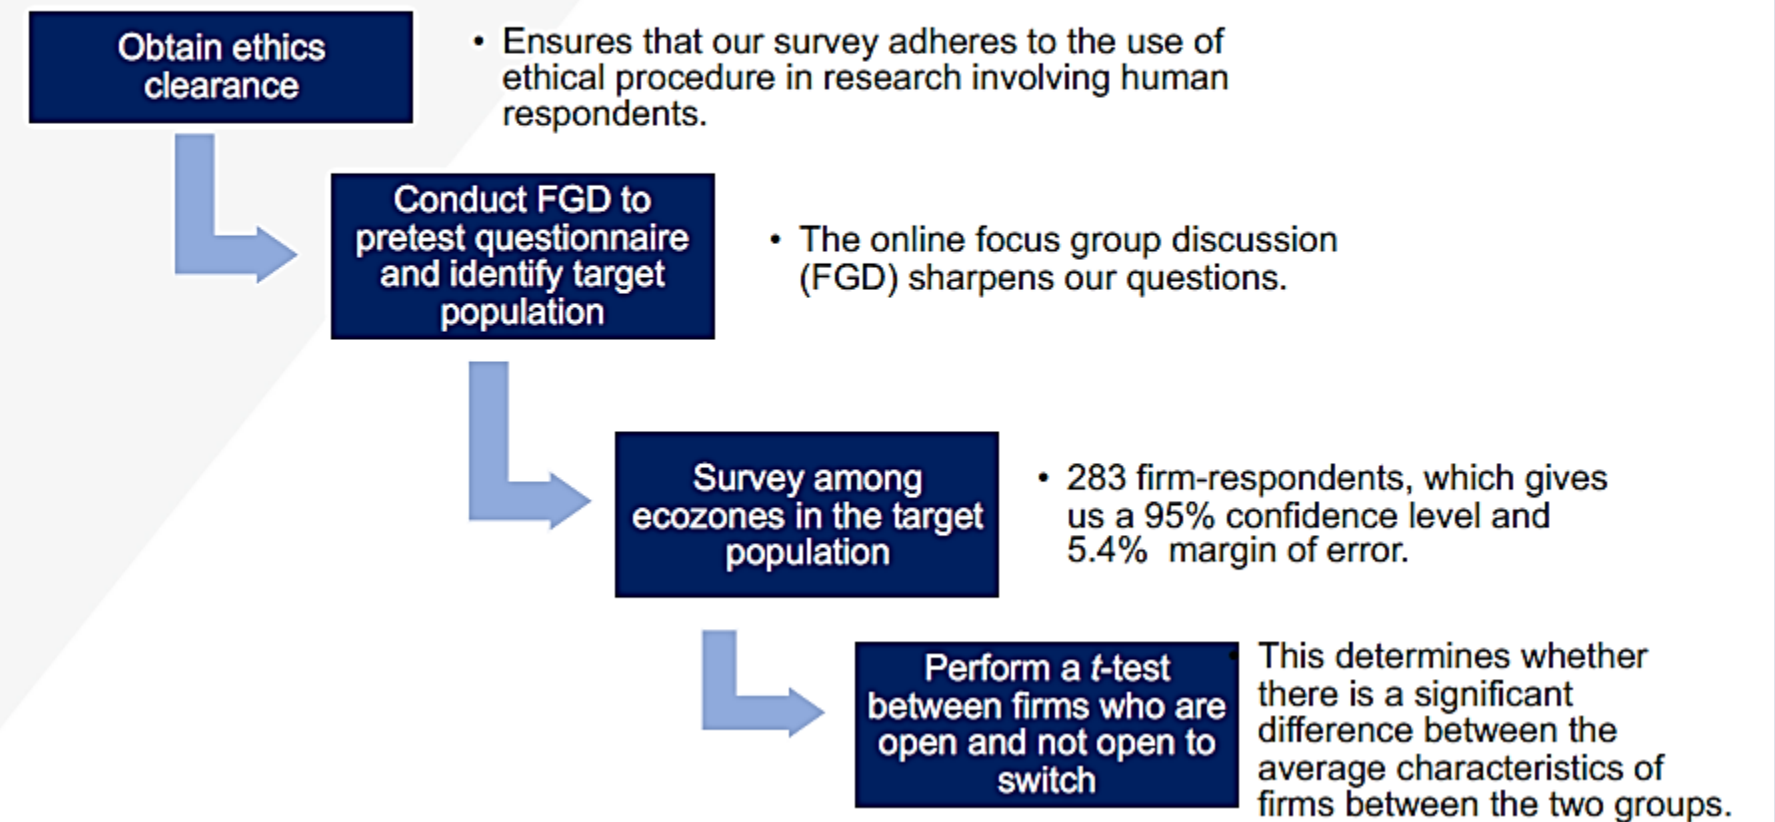 Obtain ethics
clearance
• Ensures that our survey adheres to the use of
ethical procedure in research involving human
respondents.
Conduct FGD to
pretest questionnaire
and identify target
population
• The online focus group discussion
(FGD) sharpens our questions.
Survey among
ecozones in the target
population
• 283 firm-respondents, which gives
us a 95% confidence level and
5.4% margin of error.
Perform a t-test
between firms who are
open and not open to
switch
• This determines whether
there is a significant
difference between the
average characteristics of
firms between the two groups.